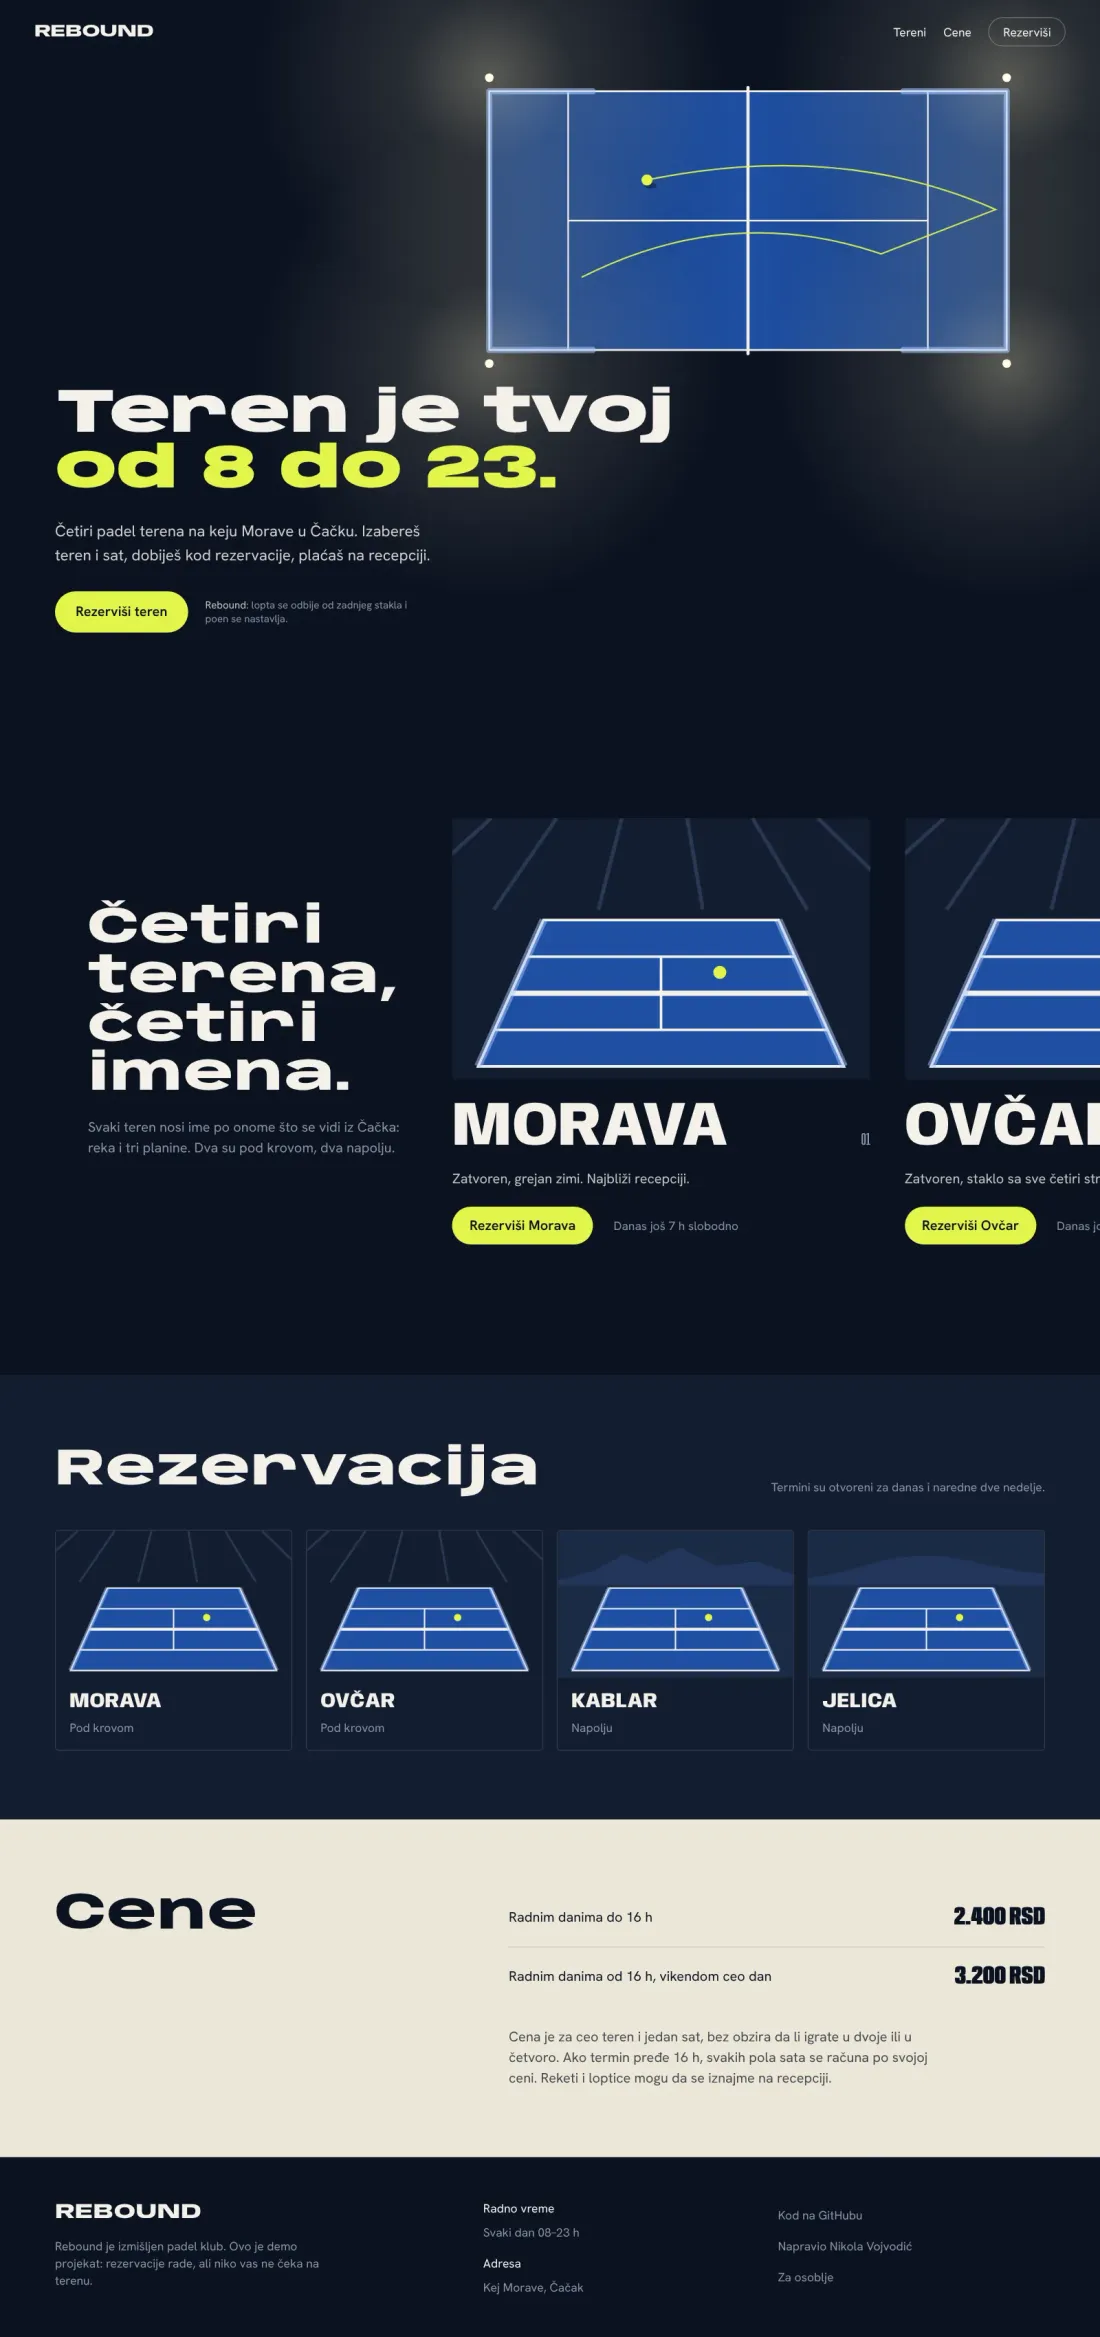 REBOUND
Tereni
Cene
Rezerviši
Teren je tvoj
od 8 do 23.
Četiri padel terena na keju Morave u Čačku. Izabereš
teren i sat, dobiješ kod rezervacije, plaćaš na recepciji.
Rezerviši teren
Rebound: lopta se odbije od zadnjeg stakla i
poen se nastavlja.
Četiri
terena,
četiri
imena.
Svaki teren nosi ime po onome što se vidi iz Čačka:
reka i tri planine. Dva su pod krovom, dva napolju.
MORAVA
01
Zatvoren, grejan zimi. Najbliži recepciji.
Rezerviši Morava
Danas još 7 h slobodno
OVČA
Zatvoren, staklo sa sve četiri str
Rezerviši Ovčar
Danas jo
Rezervacija
Termini su otvoreni za danas i naredne dve nedelje.
MORAVA
Pod krovom
OVČAR
Pod krovom
KABLAR
Napolju
JELICA
Napolju
Cene
Radnim danima do 16 h
2.400 RSD
Radnim danima od 16 h, vikendom ceo dan
3.200 RSD
Cena je za ceo teren i jedan sat, bez obzira da li igrate u dvoje ili u
četvoro. Ako termin pređe 16 h, svakih pola sata se računa po svojoj
ceni. Reketi i loptice mogu da se iznajme na recepciji.
REBOUND
Rebound je izmišljen padel klub. Ovo je demo
projekat: rezervacije rade, ali niko vas ne čeka na
terenu.
Radno vreme
Svaki dan 08–23 h
Adresa
Kej Morave, Čačak
Kod na GitHubu
Napravio Nikola Vojvodić
Za osoblje